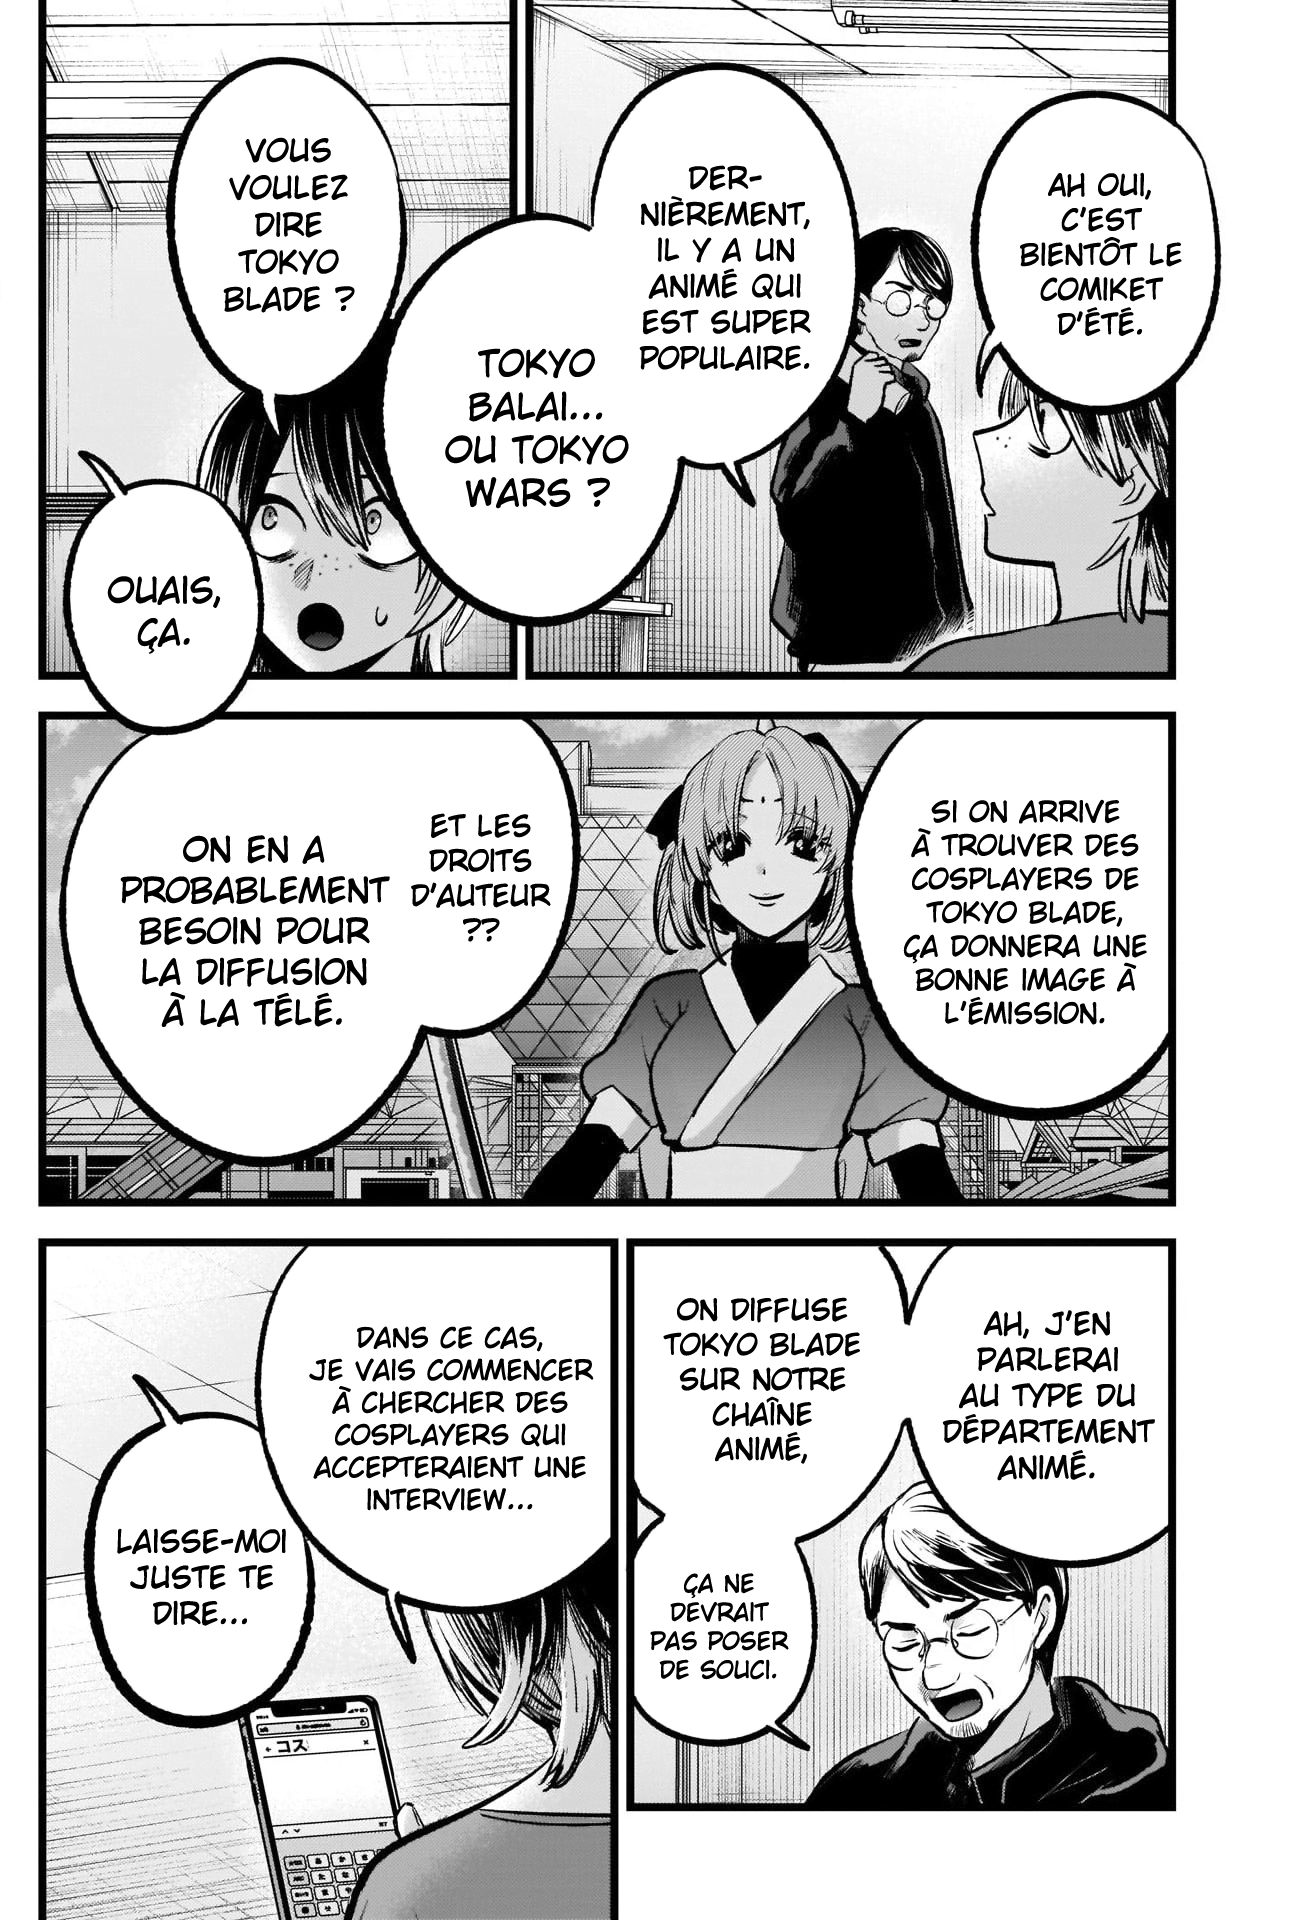 AH OUI,
C'EST
BIENTÔT LE
COMIKET
D'ÉTÉ.
DER-
NIÈREMENT,
IL Y A UN
ANIMÉ QUI
EST SUPER
POPULAIRE.
TOKYO
BALAI...
OU TOKYO
WARS ?
VOUS
VOULEZ
DIRE
TOKYO
BLADE ?
OUAIS,
ÇA.
SI ON ARRIVE
À TROUVER DES
COSPLAYERS DE
TOKYO BLADE,
ÇA DONNERA UNE
BONNE IMAGE À
L'ÉMISSION.
ET LES
DROITS
D'AUTEUR
??
ON EN A
PROBABLEMENT
BESOIN POUR
LA DIFFUSION
À LA TÉLÉ.
AH, J'EN
PARLERAI
AU TYPE DU
DÉPARTEMENT
ANIMÉ.
ON DIFFUSE
TOKYO BLADE
SUR NOTRE
CHAÎNE
ANIMÉ,
ÇA NE
DEVRAIT
PAS POSER
DE SOUCI.
DANS CE CAS,
JE VAIS COMMENCER
À CHERCHER DES
COSPLAYERS QUI
ACCEPTERAIENT UNE
INTERVIEW...
LAISSE-MOI
JUSTE TE
DIRE...
コス